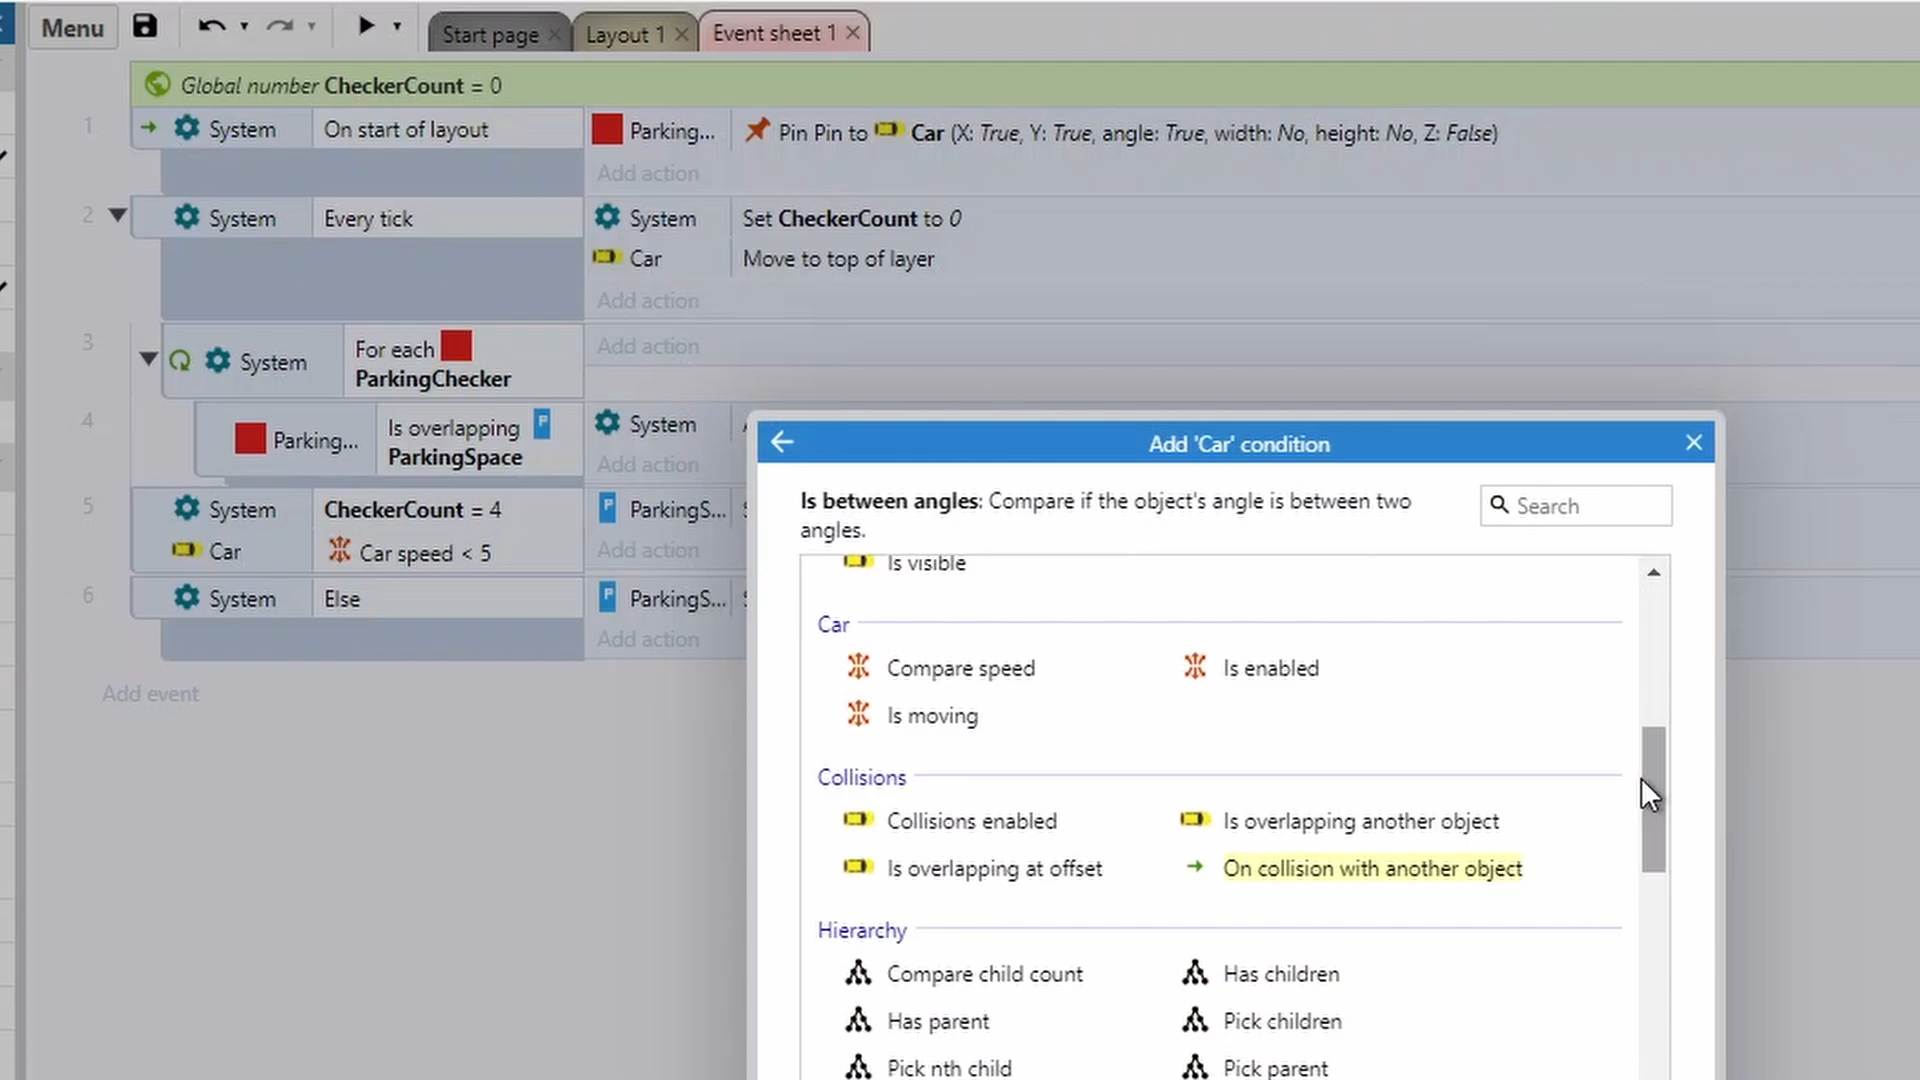 Menu
Start page
Layout 1
Event sheet 1
Global number CheckerCount = 0
1 System On start of layout Parking... Pin Pin to Car (X: True, Y: True, angle: True, width: No, height: No, Z: False)
Add action
2 System Every tick System Set CheckerCount to 0
Car Move to top of layer
Add action
3 System For each ParkingChecker Add action
4 Parking... Is overlapping P ParkingSpace System
Add action
5 System CheckerCount = 4 P ParkingS...
Car Car speed < 5 Add action
6 System Else P ParkingS...
Add action
Add event
Add 'Car' condition
Is between angles: Compare if the object's angle is between two
angles.
Search
Is visible
Car
Compare speed Is enabled
Is moving
Collisions
Collisions enabled Is overlapping another object
Is overlapping at offset On collision with another object
Hierarchy
Compare child count Has children
Has parent Pick children
Pick nth child Pick parent